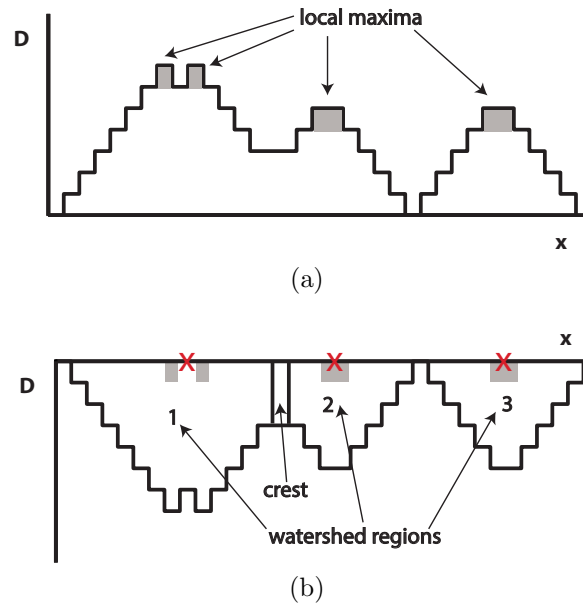 D
local maxima
x
(a)
x
D
X
X
X
1
2
3
crest
watershed regions
(b)